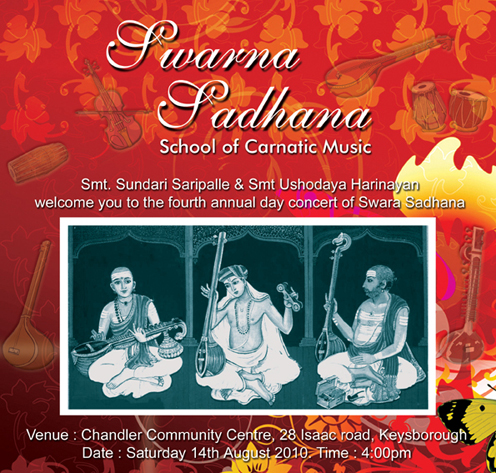 Swarna
Sadhana
School of Carnatic Music
Smt. Sundari Saripalle & Smt Ushodaya Harinayan
welcome you to the fourth annual day concert of Swara Sadhana
Venue : Chandler Community Centre, 28 Isaac road, Keysborough
Date : Saturday 14th August 2010, Time : 4:00pm